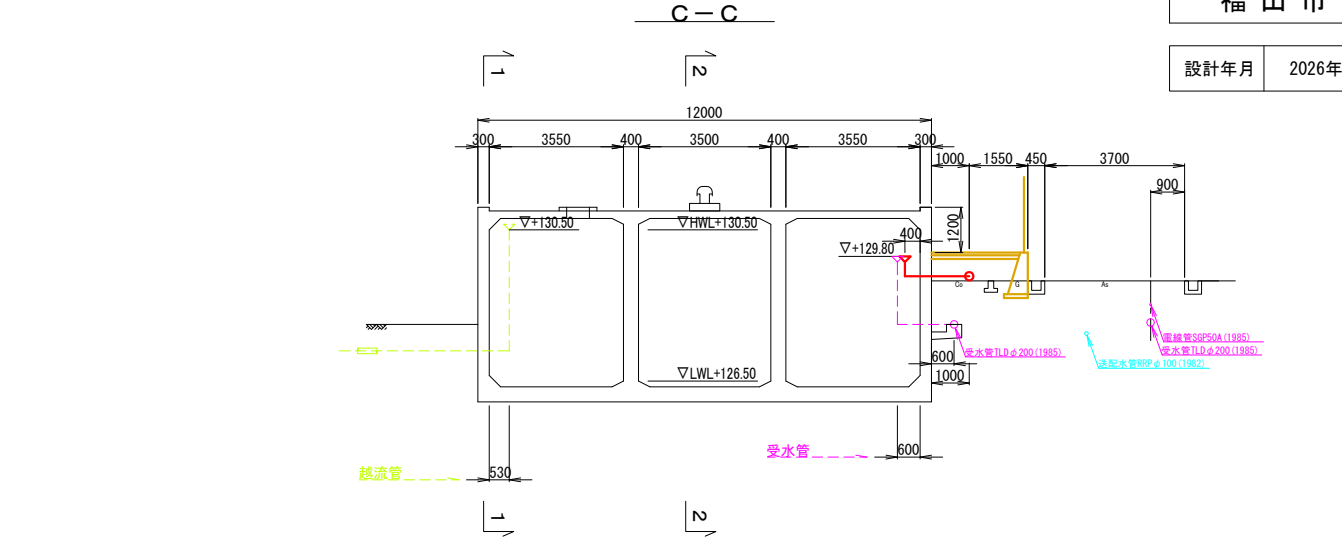 福山市
C－C
設計年月 2026年
1
2
12000
300 3550 400 3500 400 3550 300
1000 1550 450 3700
900
1200
400
▽+130.50
▽HWL+130.50
▽+129.80
Co
G
As
電線管SGP50A(1985)
受水管TLDφ200(1985)
受水管TLDφ200(1985)
送配水管RRPφ100(1982)
600
1000
▽LWL+126.50
受水管
600
越流管
530
1
2